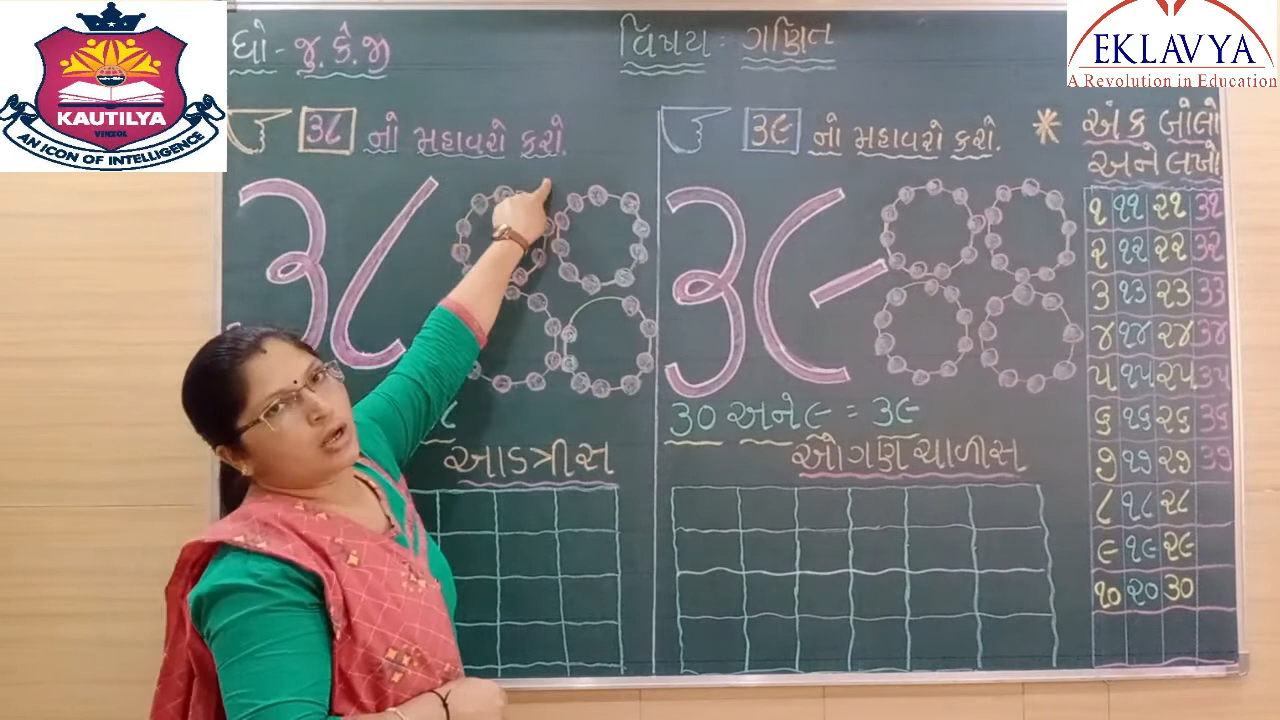 KAUTILYA
VINZOL
AN ICON OF INTELLIGENCE
EKLAVYA
A Revolution in Education
ધો - જુ. કે. જી
વિષય : ગણિત
૩૮ નો મહાવરો કરો.
૩૮
૮
આડત્રીસ
૩૯ નો મહાવરો કરો.
૩૯
૩૦ અને ૯ = ૩૯
ઓગણચાળીસ
* અંક બોલો
અને લખો
૧ ૧૧ ૨૧ ૩૧
૨ ૧૨ ૨૨ ૩૨
૩ ૧૩ ૨૩ ૩૩
૪ ૧૪ ૨૪ ૩૪
૫ ૧૫ ૨૫ ૩૫
૬ ૧૬ ૨૬ ૩૬
૭ ૧૭ ૨૭ ૩૭
૮ ૧૮ ૨૮
૯ ૧૯ ૨૯
૧૦ ૨૦ ૩૦